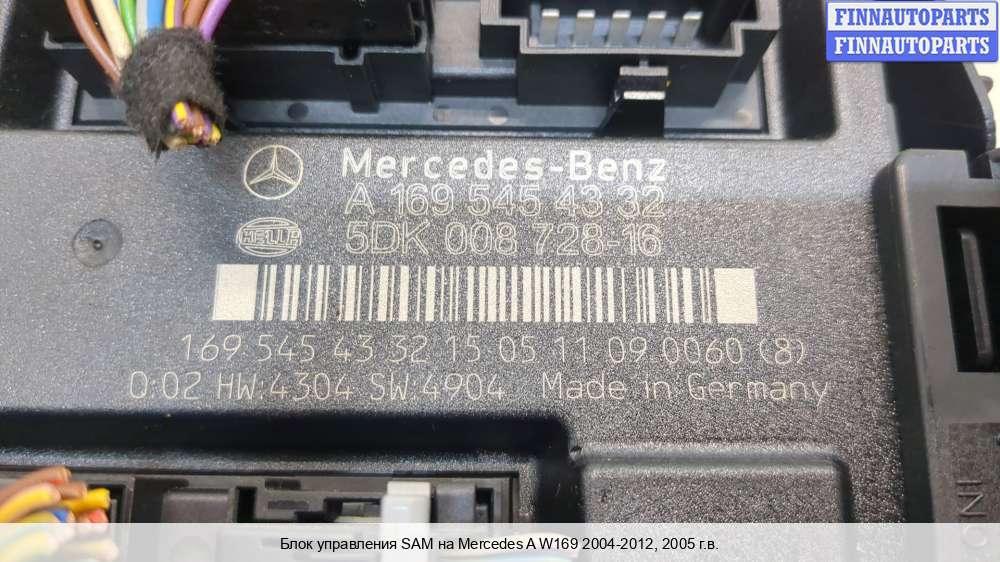 FINNAUTOPARTS
FINNAUTOPARTS
Mercedes-Benz
A 169 545 43 32
HELLA
5DK 008 728-16
169 545 43 32 15 05 11 09 0060 (8)
Q:02 HW:4304 SW:4904 Made in Germany
Блок управления SAM на Mercedes A W169 2004-2012, 2005 г.в.